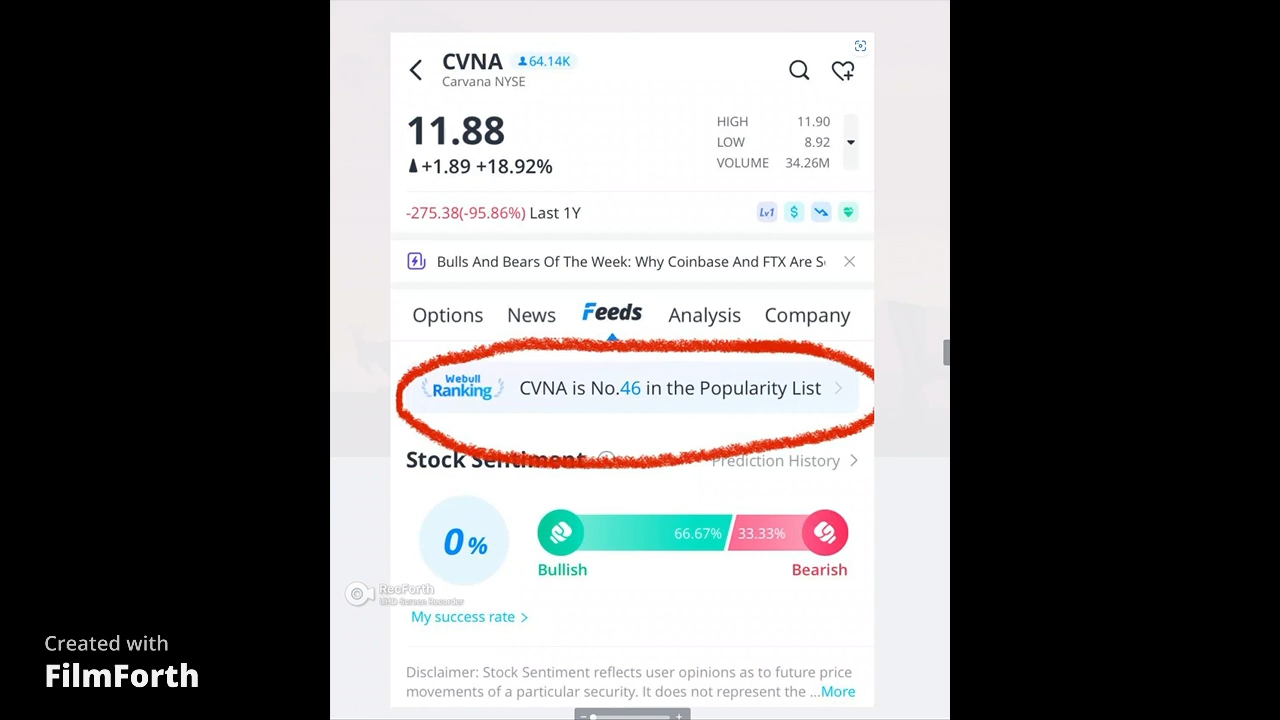 CVNA 64.14K
Carvana NYSE
11.88
+1.89 +18.92%
HIGH 11.90
LOW 8.92
VOLUME 34.26M
-275.38(-95.86%) Last 1Y
Lv1 $
Bulls And Bears Of The Week: Why Coinbase And FTX Are S
Options News Feeds Analysis Company
Webull
Ranking
CVNA is No.46 in the Popularity List
Stock Sentiment Prediction History
0%
66.67% 33.33%
Bullish Bearish
RecForth
UHD Screen Recorder
My success rate
Disclaimer: Stock Sentiment reflects user opinions as to future price
movements of a particular security. It does not represent the ...More
Created with
FilmForth